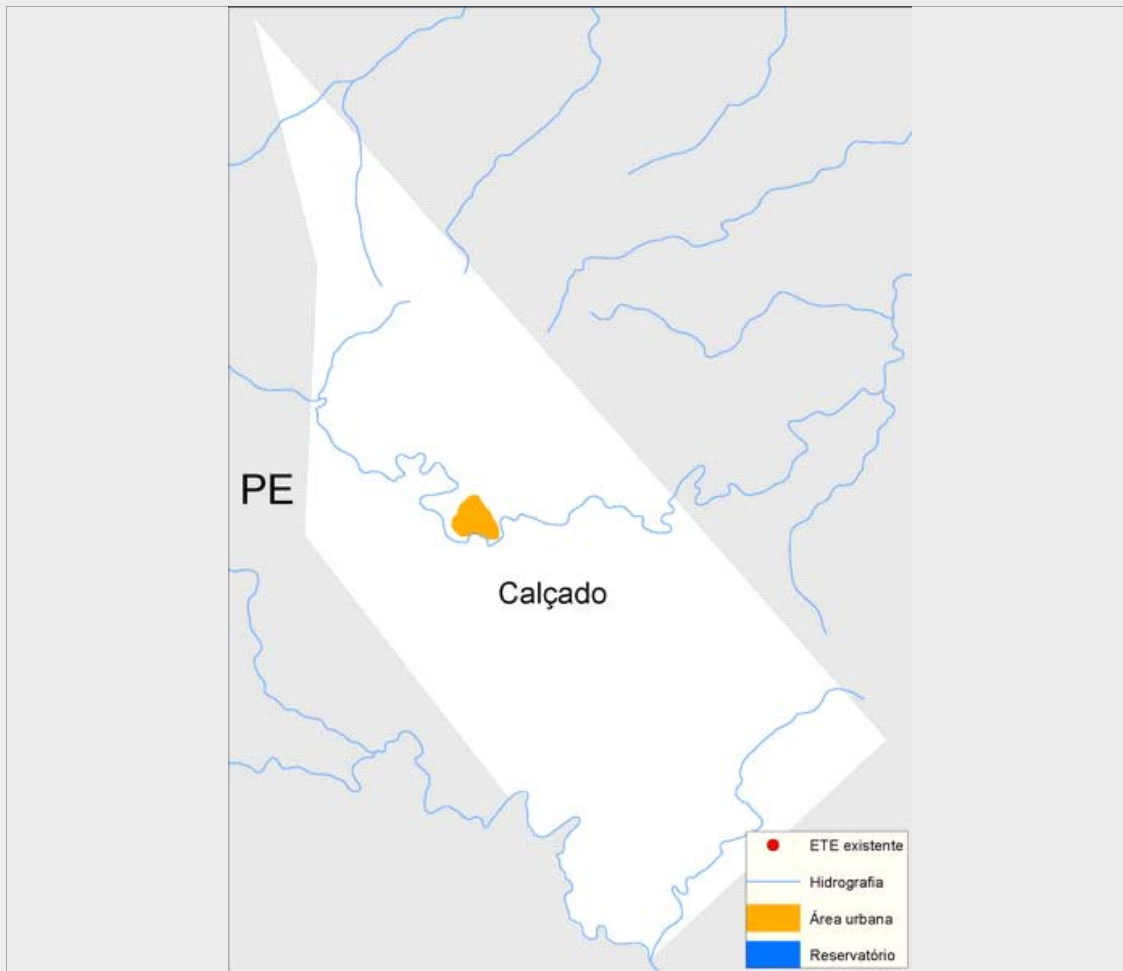 PE
Calçado
ETE existente
Hidrografia
Área urbana
Reservatório